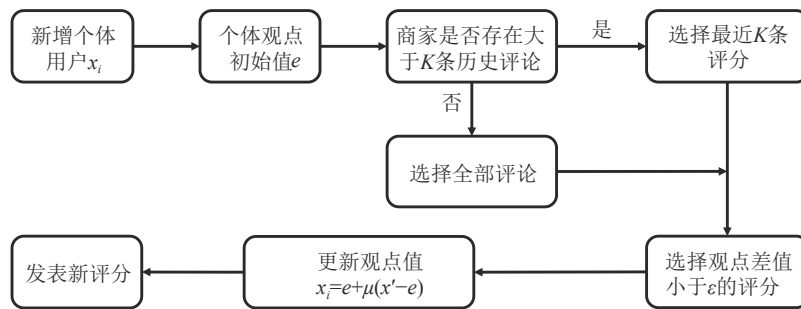 新增个体
用户xᵢ
个体观点
初始值e
商家是否存在大
于K条历史评论
是
选择最近K条
评分
否
选择全部评论
选择观点差值
小于ε的评分
更新观点值
xᵢ=e+μ(x′−e)
发表新评分